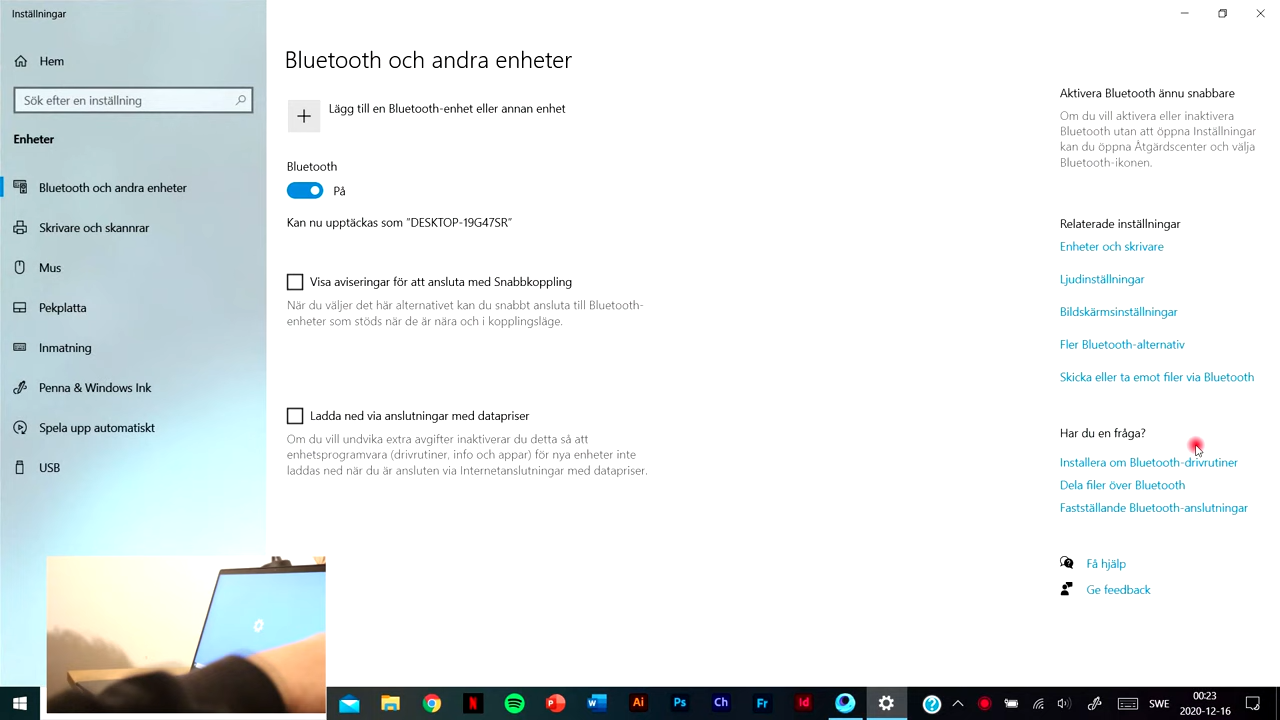 Inställningar
Hem
Sök efter en inställning
Enheter
Bluetooth och andra enheter
Skrivare och skannrar
Mus
Pekplatta
Inmatning
Penna & Windows Ink
Spela upp automatiskt
USB
Bluetooth och andra enheter
Lägg till en Bluetooth-enhet eller annan enhet
Bluetooth
På
Kan nu upptäckas som "DESKTOP-19G47SR"
Visa aviseringar för att ansluta med Snabbkoppling
När du väljer det här alternativet kan du snabbt ansluta till Bluetooth-
enheter som stöds när de är nära och i kopplingsläge.
Ladda ned via anslutningar med datapriser
Om du vill undvika extra avgifter inaktiverar du detta så att
enhetsprogramvara (drivrutiner, info och appar) för nya enheter inte
laddas ned när du är ansluten via Internetanslutningar med datapriser.
Aktivera Bluetooth ännu snabbare
Om du vill aktivera eller inaktivera
Bluetooth utan att öppna Inställningar
kan du öppna Åtgärdscenter och välja
Bluetooth-ikonen.
Relaterade inställningar
Enheter och skrivare
Ljudinställningar
Bildskärmsinställningar
Fler Bluetooth-alternativ
Skicka eller ta emot filer via Bluetooth
Har du en fråga?
Installera om Bluetooth-drivrutiner
Dela filer över Bluetooth
Fastställande Bluetooth-anslutningar
Få hjälp
Ge feedback
N
P
W
Ai
Ps
Ch
Fr
Id
?
SWE
00:23
2020-12-16